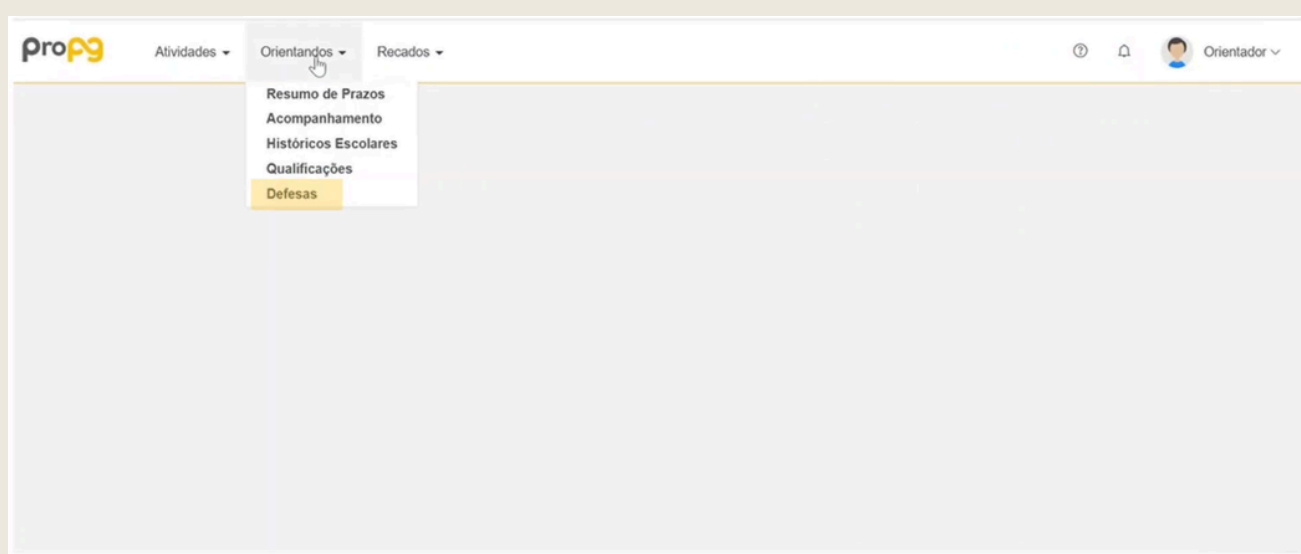 propg Atividades Orientandos Recados Orientador
Resumo de Prazos
Acompanhamento
Históricos Escolares
Qualificações
Defesas